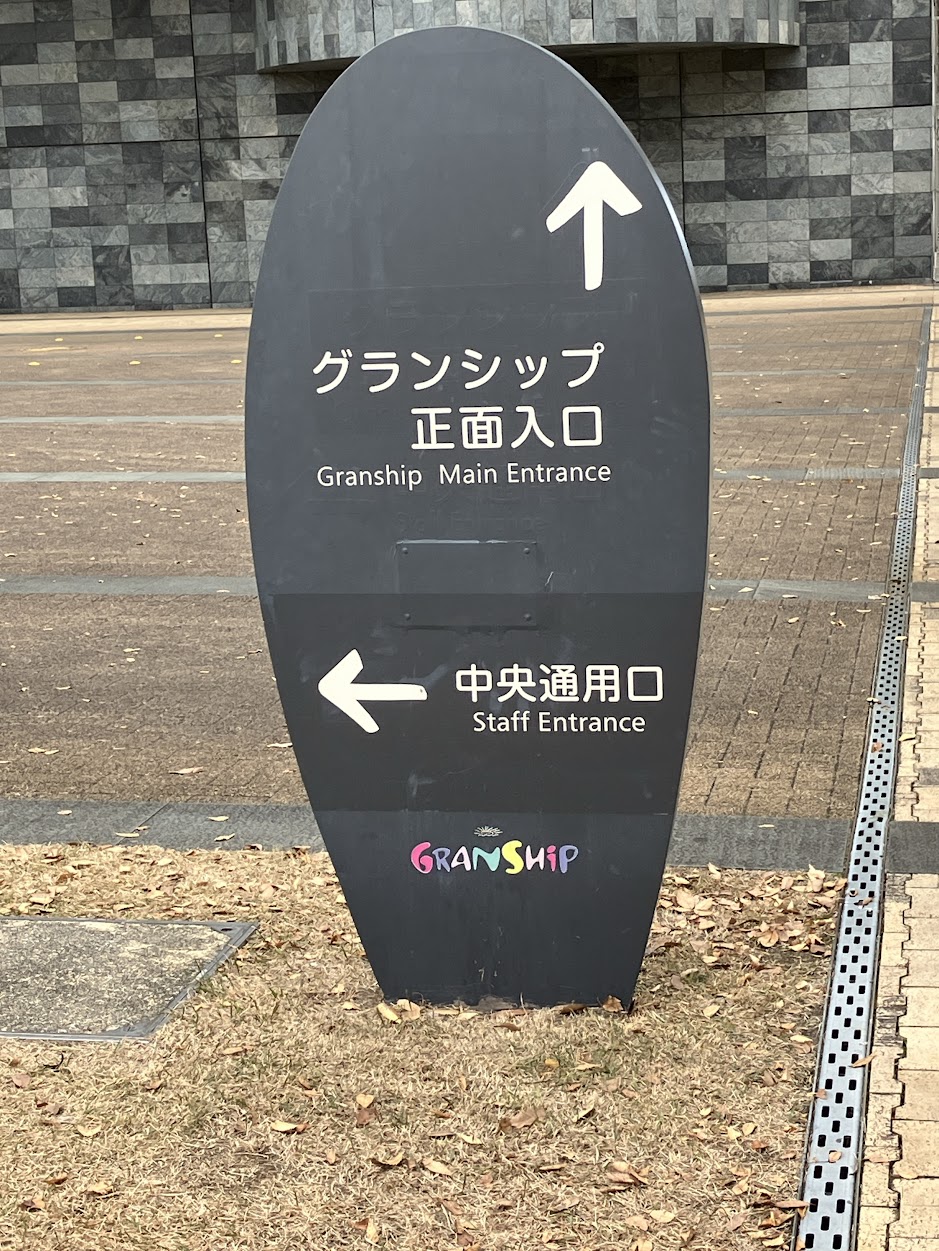 グランシップ
正面入口
Granship Main Entrance
中央通用口
Staff Entrance
GRANSHiP